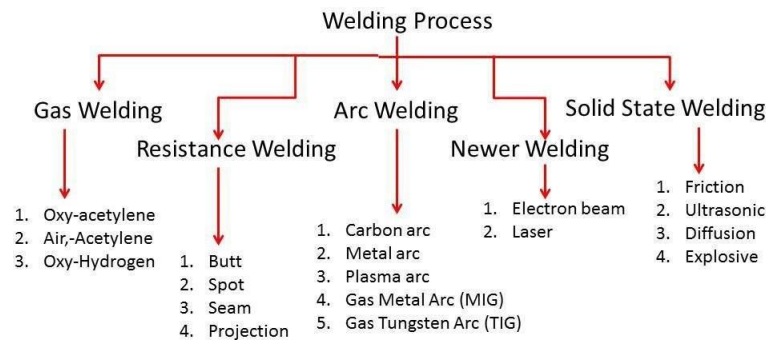 Welding Process
Gas Welding
Resistance Welding
Arc Welding
Newer Welding
Solid State Welding
1. Oxy-acetylene
2. Air,-Acetylene
3. Oxy-Hydrogen
1. Butt
2. Spot
3. Seam
4. Projection
1. Carbon arc
2. Metal arc
3. Plasma arc
4. Gas Metal Arc (MIG)
5. Gas Tungsten Arc (TIG)
1. Electron beam
2. Laser
1. Friction
2. Ultrasonic
3. Diffusion
4. Explosive